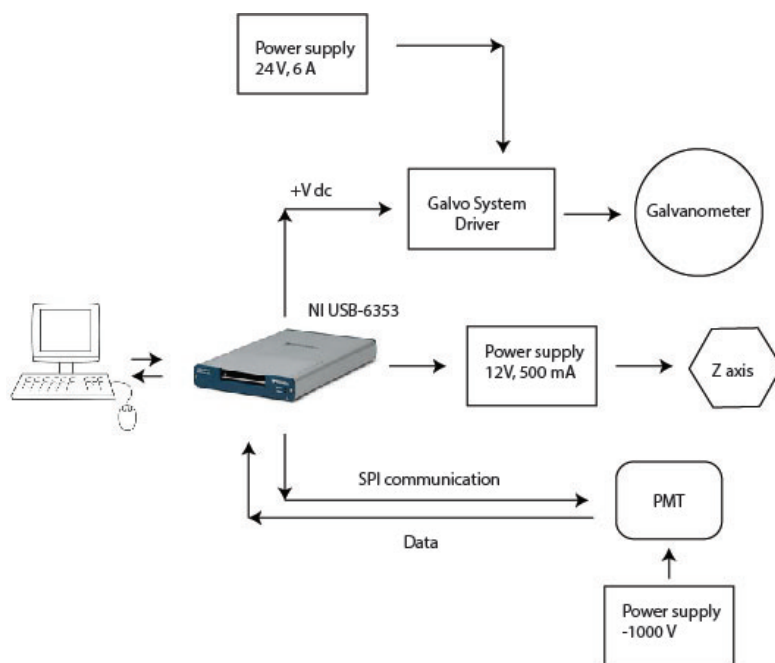 Power supply
24 V, 6 A
+V dc
Galvo System
Driver
Galvanometer
NI USB-6353
Power supply
12V, 500 mA
Z axis
SPI communication
PMT
Data
Power supply
-1000 V